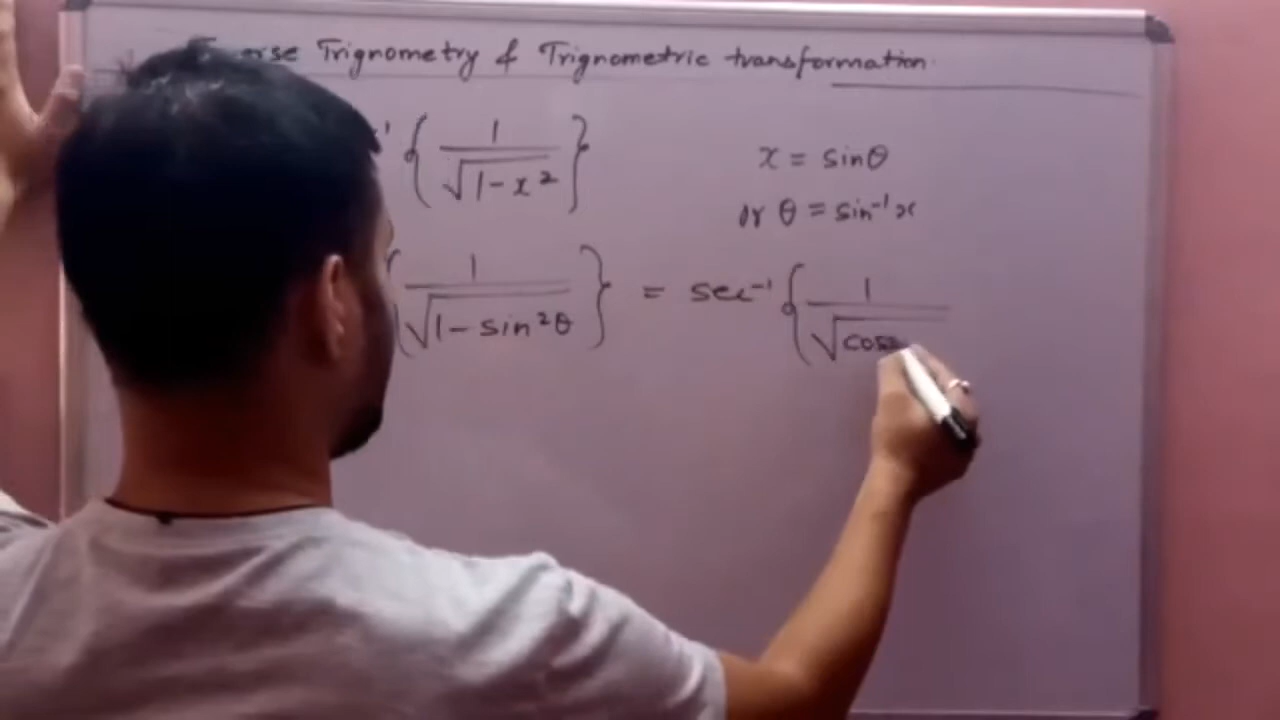 Trignometry & Trignometric transformation
{1/√(1-x²)}
x = sinθ
or θ = sin⁻¹x
{1/√(1-sin²θ)} = sec⁻¹{1/√cos